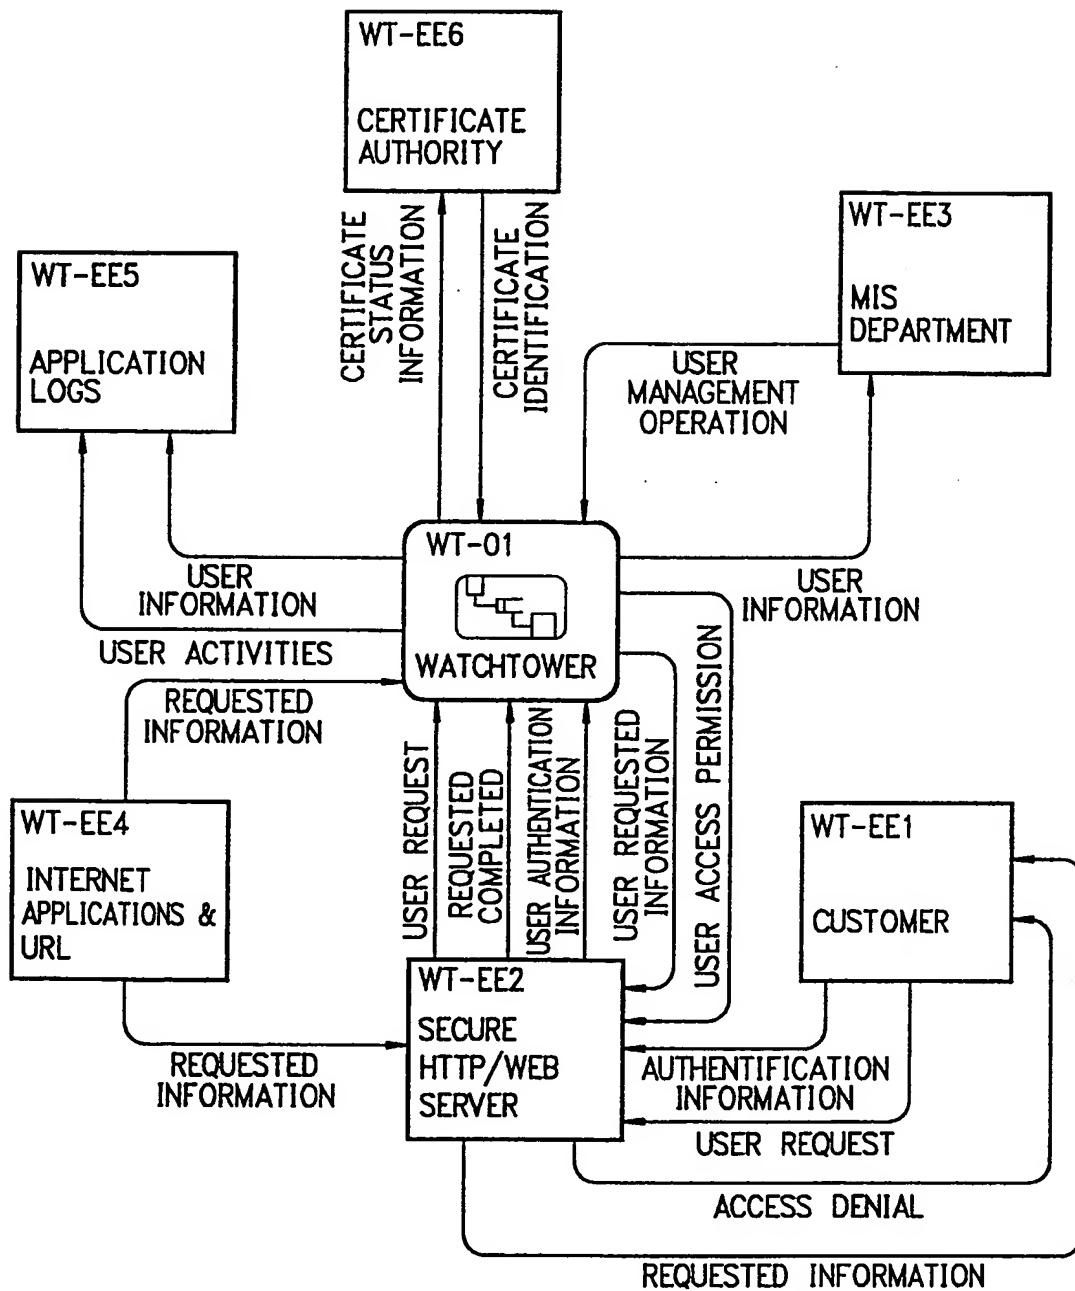 WT-EE6
CERTIFICATE
AUTHORITY
WT-EE3
MIS
DEPARTMENT
WT-EE5
APPLICATION
LOGS
CERTIFICATE
STATUS
INFORMATION
CERTIFICATE
IDENTIFICATION
USER
MANAGEMENT
OPERATION
WT-01
WATCHTOWER
USER
INFORMATION
USER ACTIVITIES
USER
INFORMATION
REQUESTED
INFORMATION
USER REQUEST
REQUESTED
COMPLETED
USER AUTHENTICATION
INFORMATION
USER REQUESTED
INFORMATION
USER ACCESS PERMISSION
WT-EE4
INTERNET
APPLICATIONS &
URL
WT-EE1
CUSTOMER
WT-EE2
SECURE
HTTP/WEB
SERVER
REQUESTED
INFORMATION
AUTHENTIFICATION
INFORMATION
USER REQUEST
ACCESS DENIAL
REQUESTED INFORMATION